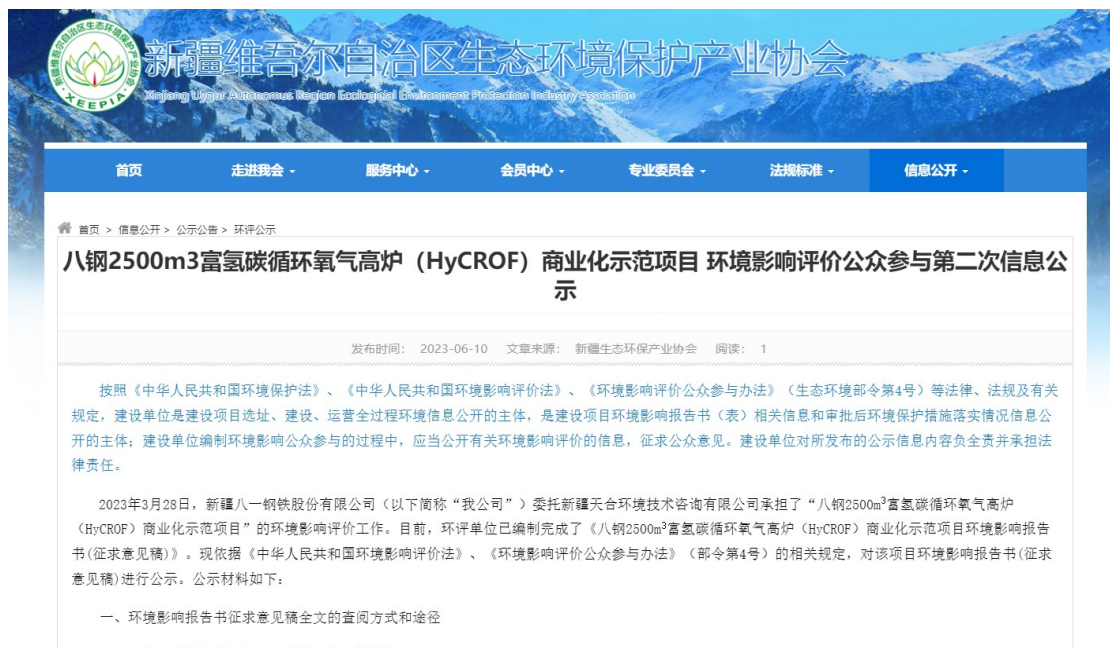 新疆维吾尔自治区生态环境保护产业协会
Xinjiang Uygur Autonomous Region Ecological Environment Protection Industry Assciation
XEEPIA
首页 走进我会 服务中心 会员中心 专业委员会 法规标准 信息公开
首页 > 信息公开 > 公示公告 > 环评公示
八钢2500m3富氢碳循环氧气高炉（HyCROF）商业化示范项目 环境影响评价公众参与第二次信息公
示
发布时间： 2023-06-10 文章来源： 新疆生态环保产业协会 阅读： 1
按照《中华人民共和国环境保护法》、《中华人民共和国环境影响评价法》、《环境影响评价公众参与办法》（生态环境部令第4号）等法律、法规及有关
规定，建设单位是建设项目选址、建设、运营全过程环境信息公开的主体，是建设项目环境影响报告书（表）相关信息和审批后环境保护措施落实情况信息公
开的主体；建设单位编制环境影响公众参与的过程中，应当公开有关环境影响评价的信息，征求公众意见。建设单位对所发布的公示信息内容负全责并承担法
律责任。
2023年3月28日，新疆八一钢铁股份有限公司（以下简称“我公司”）委托新疆天合环境技术咨询有限公司承担了“八钢2500m³富氢碳循环氧气高炉
（HyCROF）商业化示范项目”的环境影响评价工作。目前，环评单位已编制完成了《八钢2500m³富氢碳循环氧气高炉（HyCROF）商业化示范项目环境影响报告
书(征求意见稿)》。现依据《中华人民共和国环境影响评价法》、《环境影响评价公众参与办法》（部令第4号）的相关规定，对该项目环境影响报告书(征求
意见稿)进行公示。公示材料如下：
一、环境影响报告书征求意见稿全文的查阅方式和途径